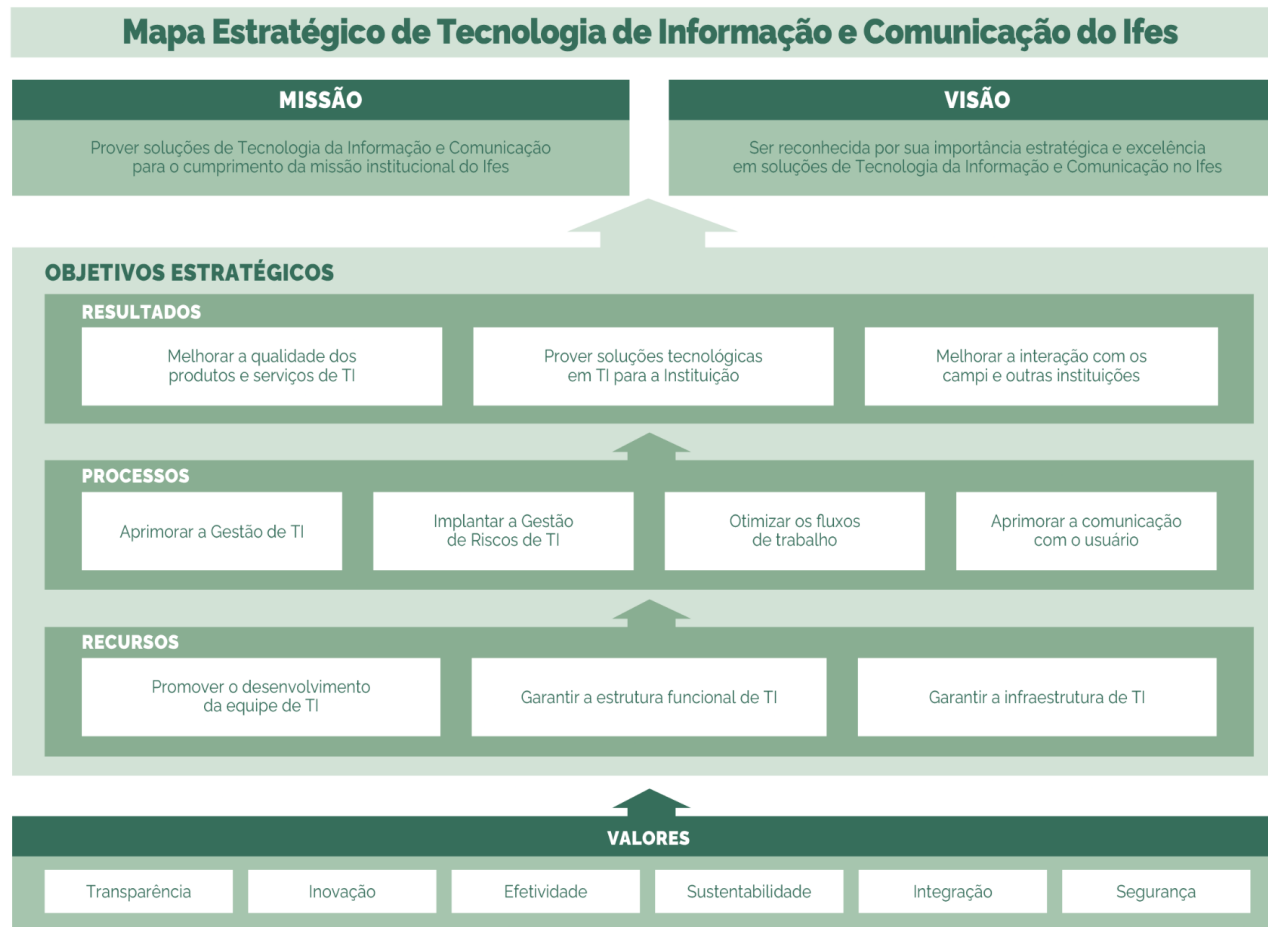 Mapa Estratégico de Tecnologia de Informação e Comunicação do Ifes
MISSÃO
Prover soluções de Tecnologia da Informação e Comunicação
para o cumprimento da missão institucional do Ifes
VISÃO
Ser reconhecida por sua importância estratégica e excelência
em soluções de Tecnologia da Informação e Comunicação no Ifes
OBJETIVOS ESTRATÉGICOS
RESULTADOS
Melhorar a qualidade dos
produtos e serviços de TI
Prover soluções tecnológicas
em TI para a Instituição
Melhorar a interação com os
campi e outras instituições
PROCESSOS
Aprimorar a Gestão de TI
Implantar a Gestão
de Riscos de TI
Otimizar os fluxos
de trabalho
Aprimorar a comunicação
com o usuário
RECURSOS
Promover o desenvolvimento
da equipe de TI
Garantir a estrutura funcional de TI
Garantir a infraestrutura de TI
VALORES
Transparência
Inovação
Efetividade
Sustentabilidade
Integração
Segurança